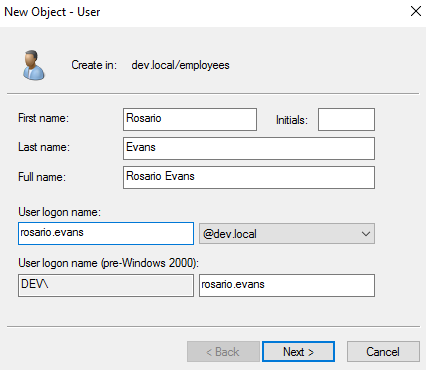 New Object - User
Create in: dev.local/employees
First name: Rosario Initials:
Last name: Evans
Full name: Rosario Evans
User logon name:
rosario.evans @dev.local
User logon name (pre-Windows 2000):
DEV\ rosario.evans
< Back Next > Cancel